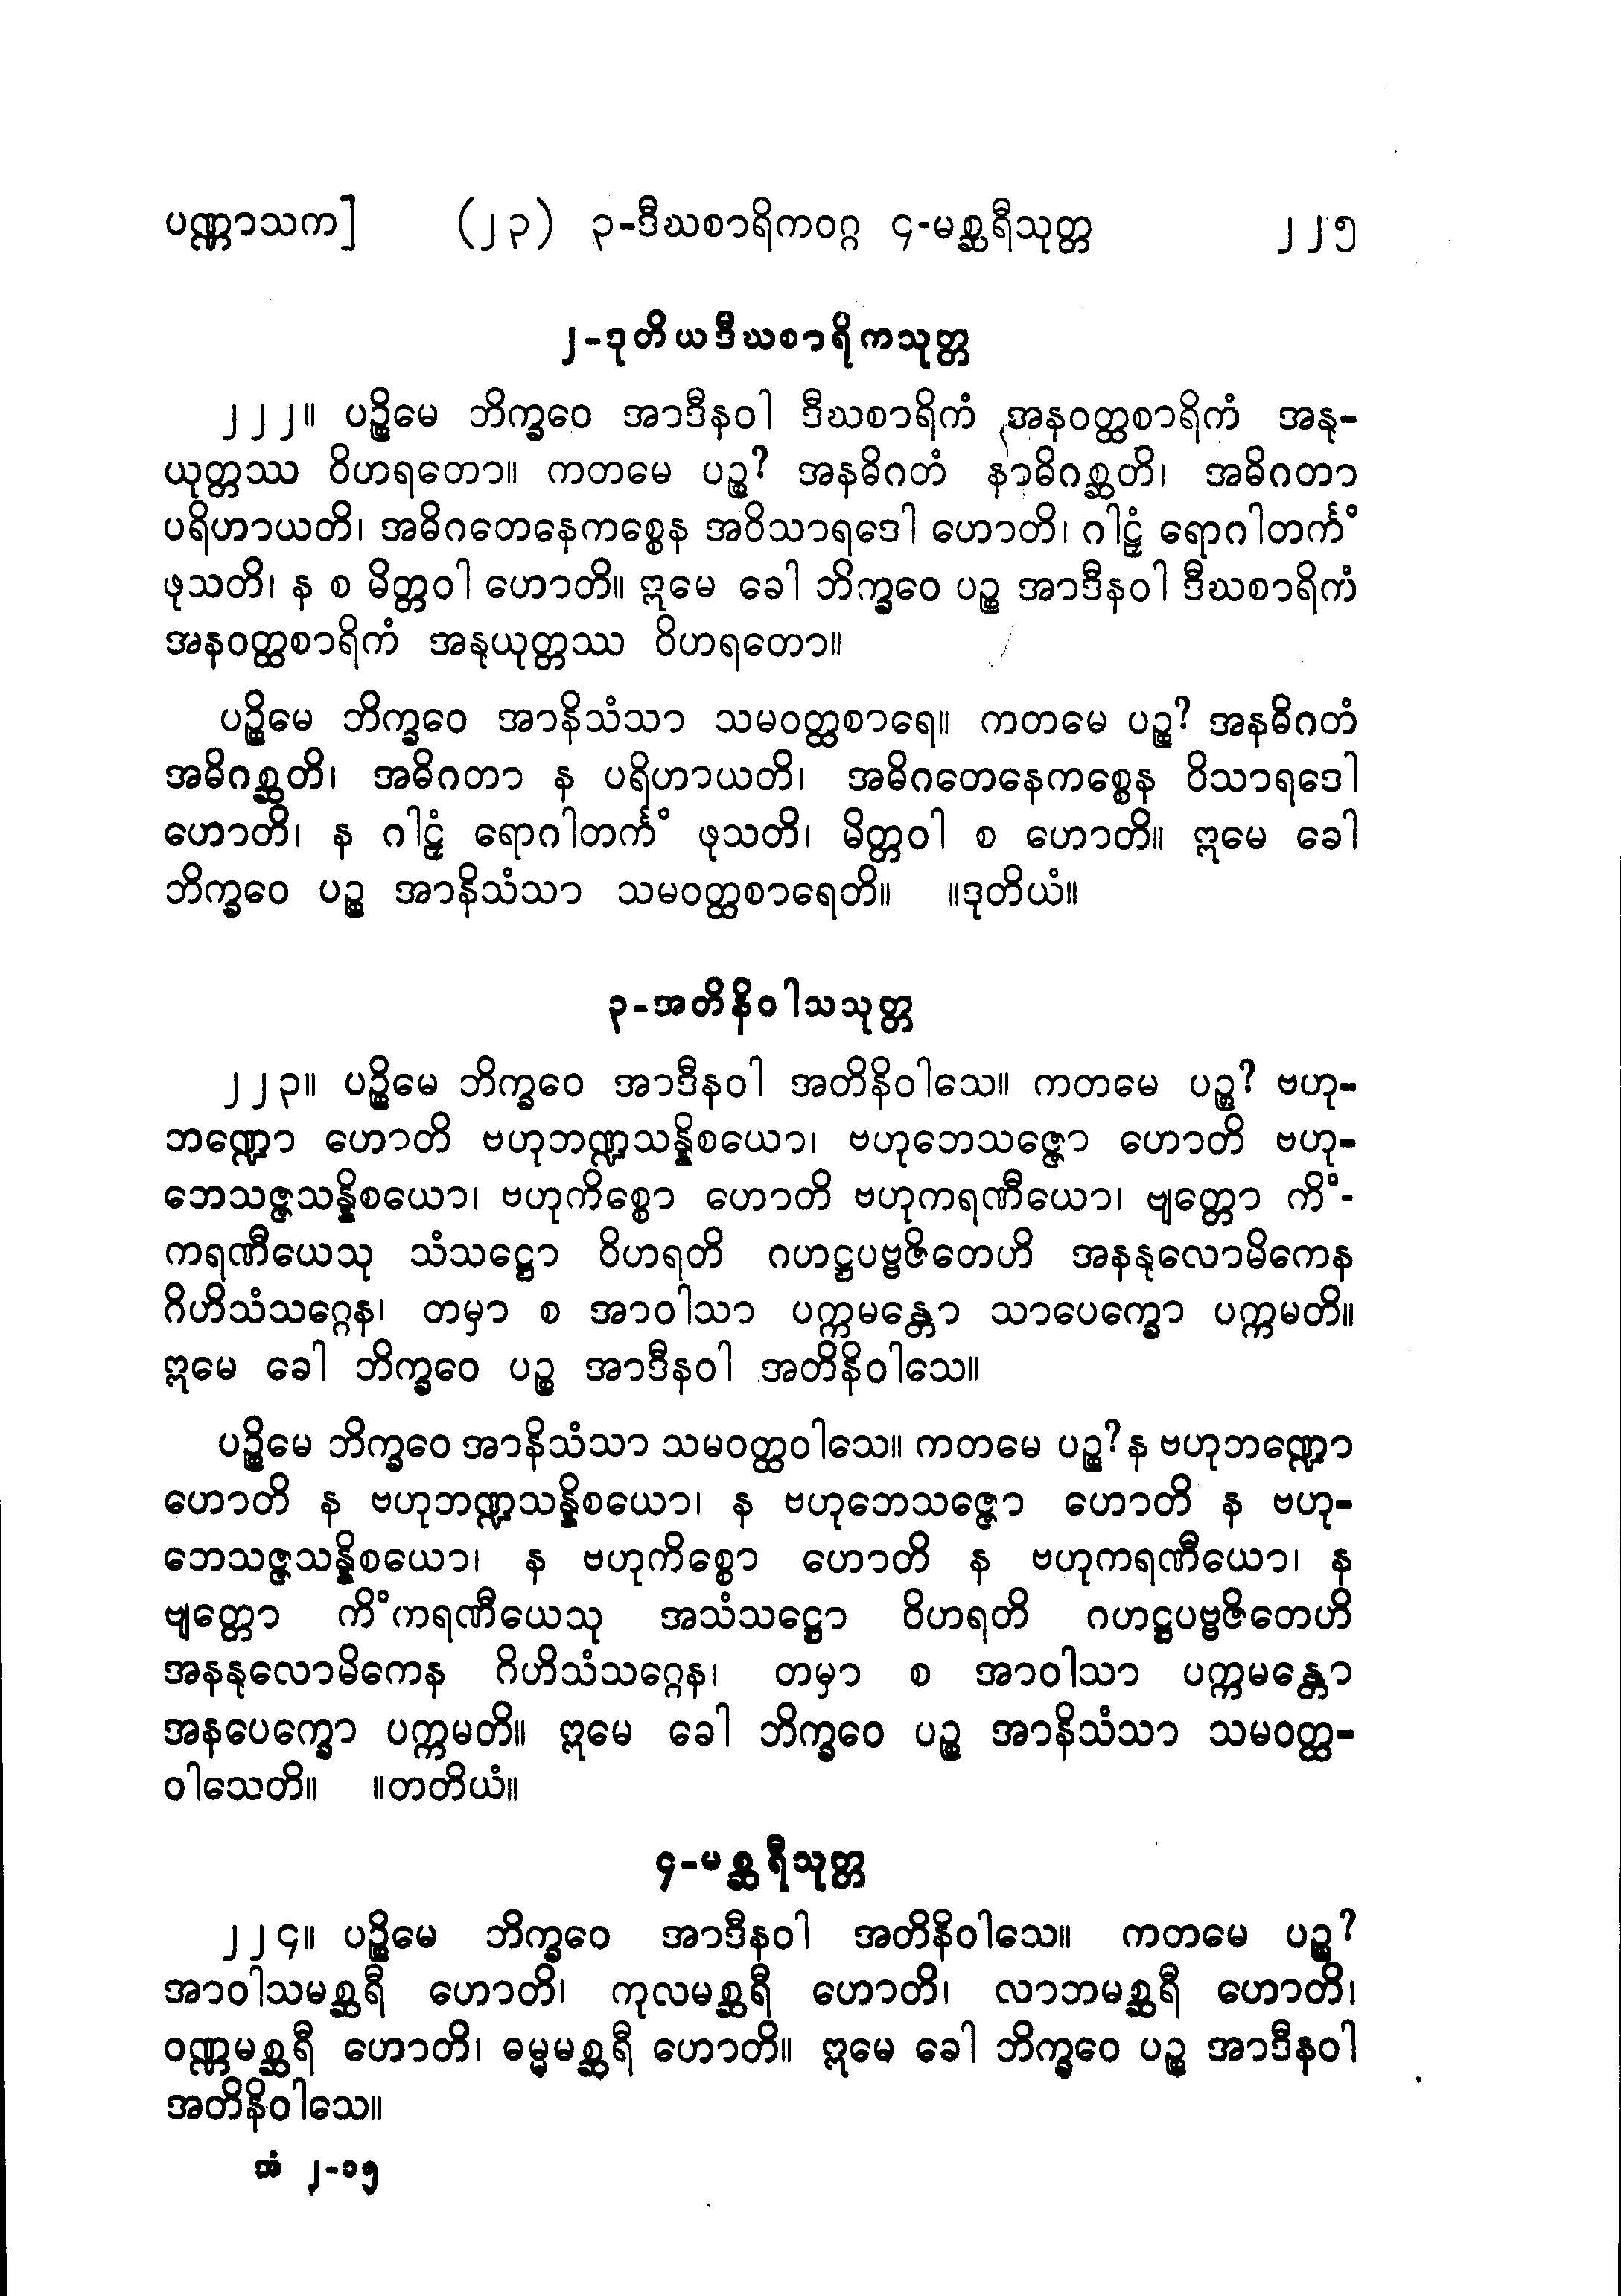 ပဏ္ဏာသက]   (၂၃) ၃-ဒီဃစာရိကဝဂ္ဂ ၄-မစ္ဆရီသုတ္တ   ၂၂၅
၂-ဒုတိယဒီဃစာရိကသုတ္တ
၂၂၂။ ပဉ္စိမေ ဘိက္ခဝေ အာဒီနဝါ ဒီဃစာရိကံ အနဝတ္ထစာရိကံ အနု-
ယုတ္တဿ ဝိဟရတော။ ကတမေ ပဉ္စ? အနဓိဂတံ နာဓိဂစ္ဆတိ၊ အဓိဂတာ
ပရိဟာယတိ၊ အဓိဂတေနေကစ္စေန အဝိသာရဒေါ ဟောတိ၊ ဂါဠှံ ရောဂါတင်္ကံ
ဖုသတိ၊ န စ မိတ္တဝါ ဟောတိ။ ဣမေ ခေါ ဘိက္ခဝေ ပဉ္စ အာဒီနဝါ ဒီဃစာရိကံ
အနဝတ္ထစာရိကံ အနုယုတ္တဿ ဝိဟရတော။
ပဉ္စိမေ ဘိက္ခဝေ အာနိသံသာ သမဝတ္ထစာရေ။ ကတမေ ပဉ္စ? အနဓိဂတံ
အဓိဂစ္ဆတိ၊ အဓိဂတာ န ပရိဟာယတိ၊ အဓိဂတေနေကစ္စေန ဝိသာရဒေါ
ဟောတိ၊ န ဂါဠှံ ရောဂါတင်္ကံ ဖုသတိ၊ မိတ္တဝါ စ ဟောတိ။ ဣမေ ခေါ
ဘိက္ခဝေ ပဉ္စ အာနိသံသာ သမဝတ္ထစာရေတိ။ ။ဒုတိယံ။
၃-အတိနိဝါသသုတ္တ
၂၂၃။ ပဉ္စိမေ ဘိက္ခဝေ အာဒီနဝါ အတိနိဝါသေ။ ကတမေ ပဉ္စ? ဗဟု-
ဘဏ္ဍော ဟောတိ ဗဟုဘဏ္ဍသန္နိစယော၊ ဗဟုဘေသဇ္ဇော ဟောတိ ဗဟု-
ဘေသဇ္ဇသန္နိစယော၊ ဗဟုကိစ္စော ဟောတိ ဗဟုကရဏီယော၊ ဗျတ္တော ကိံ-
ကရဏီယေသု သံသဋ္ဌော ဝိဟရတိ ဂဟဋ္ဌပဗ္ဗဇိတေဟိ အနနုလောမိကေန
ဂိဟိသံသဂ္ဂေန၊ တမှာ စ အာဝါသာ ပက္ကမန္တော သာပေက္ခော ပက္ကမတိ။
ဣမေ ခေါ ဘိက္ခဝေ ပဉ္စ အာဒီနဝါ အတိနိဝါသေ။
ပဉ္စိမေ ဘိက္ခဝေ အာနိသံသာ သမဝတ္ထဝါသေ။ ကတမေ ပဉ္စ? န ဗဟုဘဏ္ဍော
ဟောတိ န ဗဟုဘဏ္ဍသန္နိစယော၊ န ဗဟုဘေသဇ္ဇော ဟောတိ န ဗဟု-
ဘေသဇ္ဇသန္နိစယော၊ န ဗဟုကိစ္စော ဟောတိ န ဗဟုကရဏီယော၊ န
ဗျတ္တော ကိံကရဏီယေသု အသံသဋ္ဌော ဝိဟရတိ ဂဟဋ္ဌပဗ္ဗဇိတေဟိ
အနနုလောမိကေန ဂိဟိသံသဂ္ဂေန၊ တမှာ စ အာဝါသာ ပက္ကမန္တော
အနပေက္ခော ပက္ကမတိ။ ဣမေ ခေါ ဘိက္ခဝေ ပဉ္စ အာနိသံသာ သမဝတ္ထ-
ဝါသေတိ။ ။တတိယံ။
၄-မစ္ဆရီသုတ္တ
၂၂၄။ ပဉ္စိမေ ဘိက္ခဝေ အာဒီနဝါ အတိနိဝါသေ။ ကတမေ ပဉ္စ?
အာဝါသမစ္ဆရီ ဟောတိ၊ ကုလမစ္ဆရီ ဟောတိ၊ လာဘမစ္ဆရီ ဟောတိ၊
ဝဏ္ဏမစ္ဆရီ ဟောတိ၊ ဓမ္မမစ္ဆရီ ဟောတိ။ ဣမေ ခေါ ဘိက္ခဝေ ပဉ္စ အာဒီနဝါ
အတိနိဝါသေ။
အံ ၂-၁၅